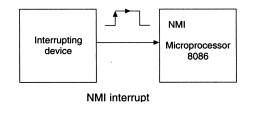 Interrupting
device
NMI
Microprocessor
8086
NMI interrupt